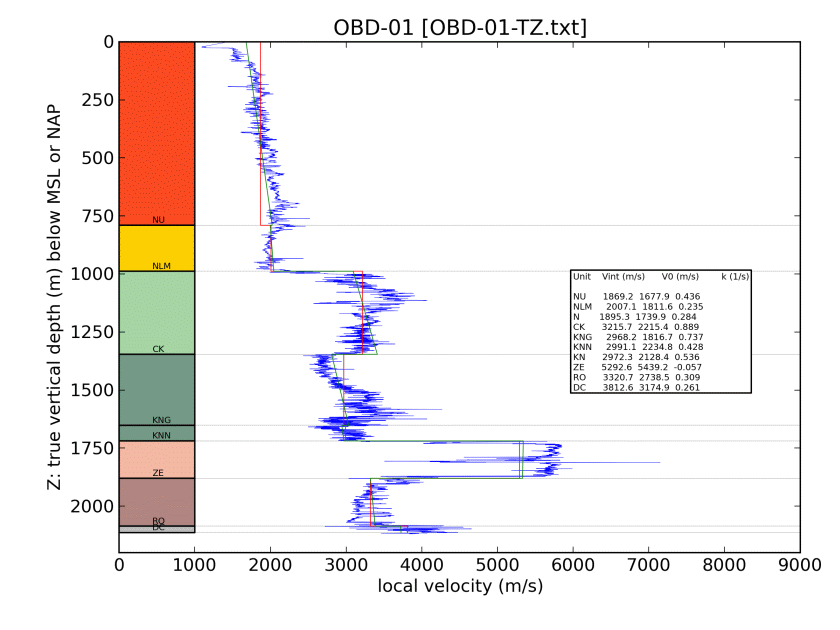 OBD-01 [OBD-01-TZ.txt]
Z: true vertical depth (m) below MSL or NAP
0
250
500
750
1000
1250
1500
1750
2000
NU
NLM
CK
KNG
KNN
ZE
RO
DC
Unit Vint (m/s) V0 (m/s) k (1/s)
NU 1869.2 1677.9 0.436
NLM 2007.1 1811.6 0.235
N 1895.3 1739.9 0.284
CK 3215.7 2215.4 0.889
KNG 2968.2 1816.7 0.737
KNN 2991.1 2234.8 0.428
KN 2972.3 2128.4 0.536
ZE 5292.6 5439.2 -0.057
RO 3320.7 2738.5 0.309
DC 3812.6 3174.9 0.261
0 1000 2000 3000 4000 5000 6000 7000 8000 9000
local velocity (m/s)